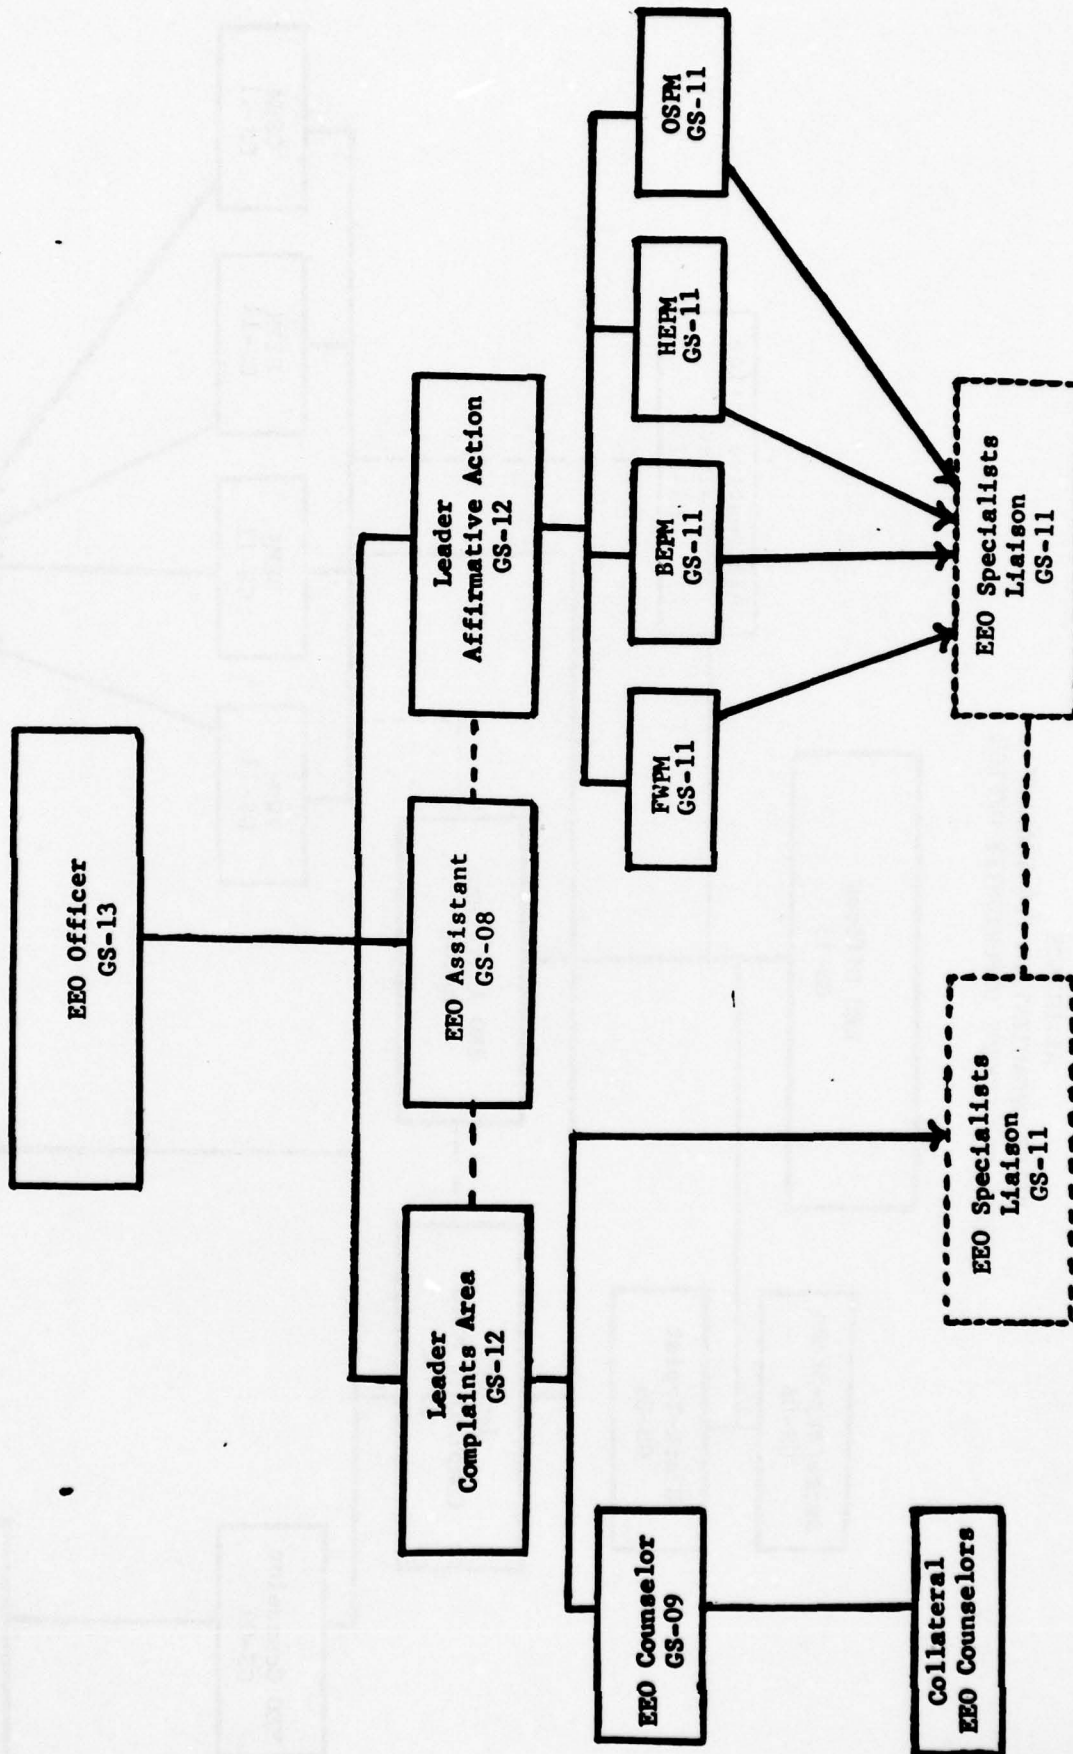 EEO Officer
GS-13
Leader
Complaints Area
GS-12
EEO Assistant
GS-08
Leader
Affirmative Action
GS-12
EEO Counselor
GS-09
FWPM
GS-11
BEPM
GS-11
HEPM
GS-11
OSPM
GS-11
Collateral
EEO Counselors
EEO Specialists
Liaison
GS-11
EEO Specialists
Liaison
GS-11